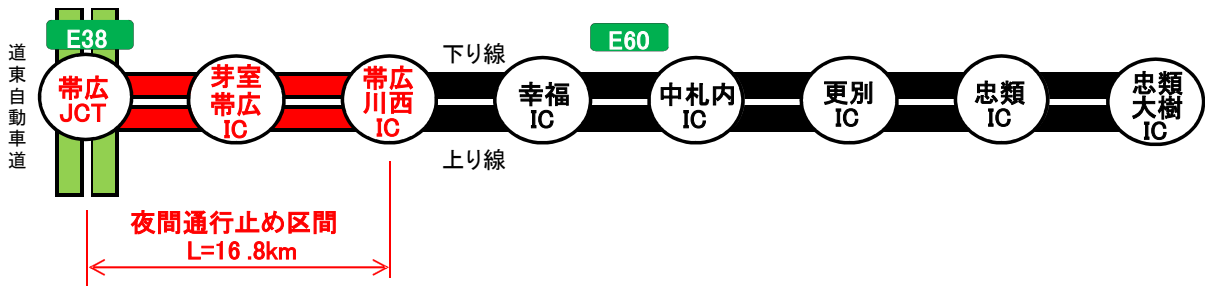 道東自動車道
E38
E60
下り線
帯広
JCT
芽室
帯広
IC
帯広
川西
IC
幸福
IC
中札内
IC
更別
IC
忠類
IC
忠類
大樹
IC
上り線
夜間通行止め区間
L=16 .8km